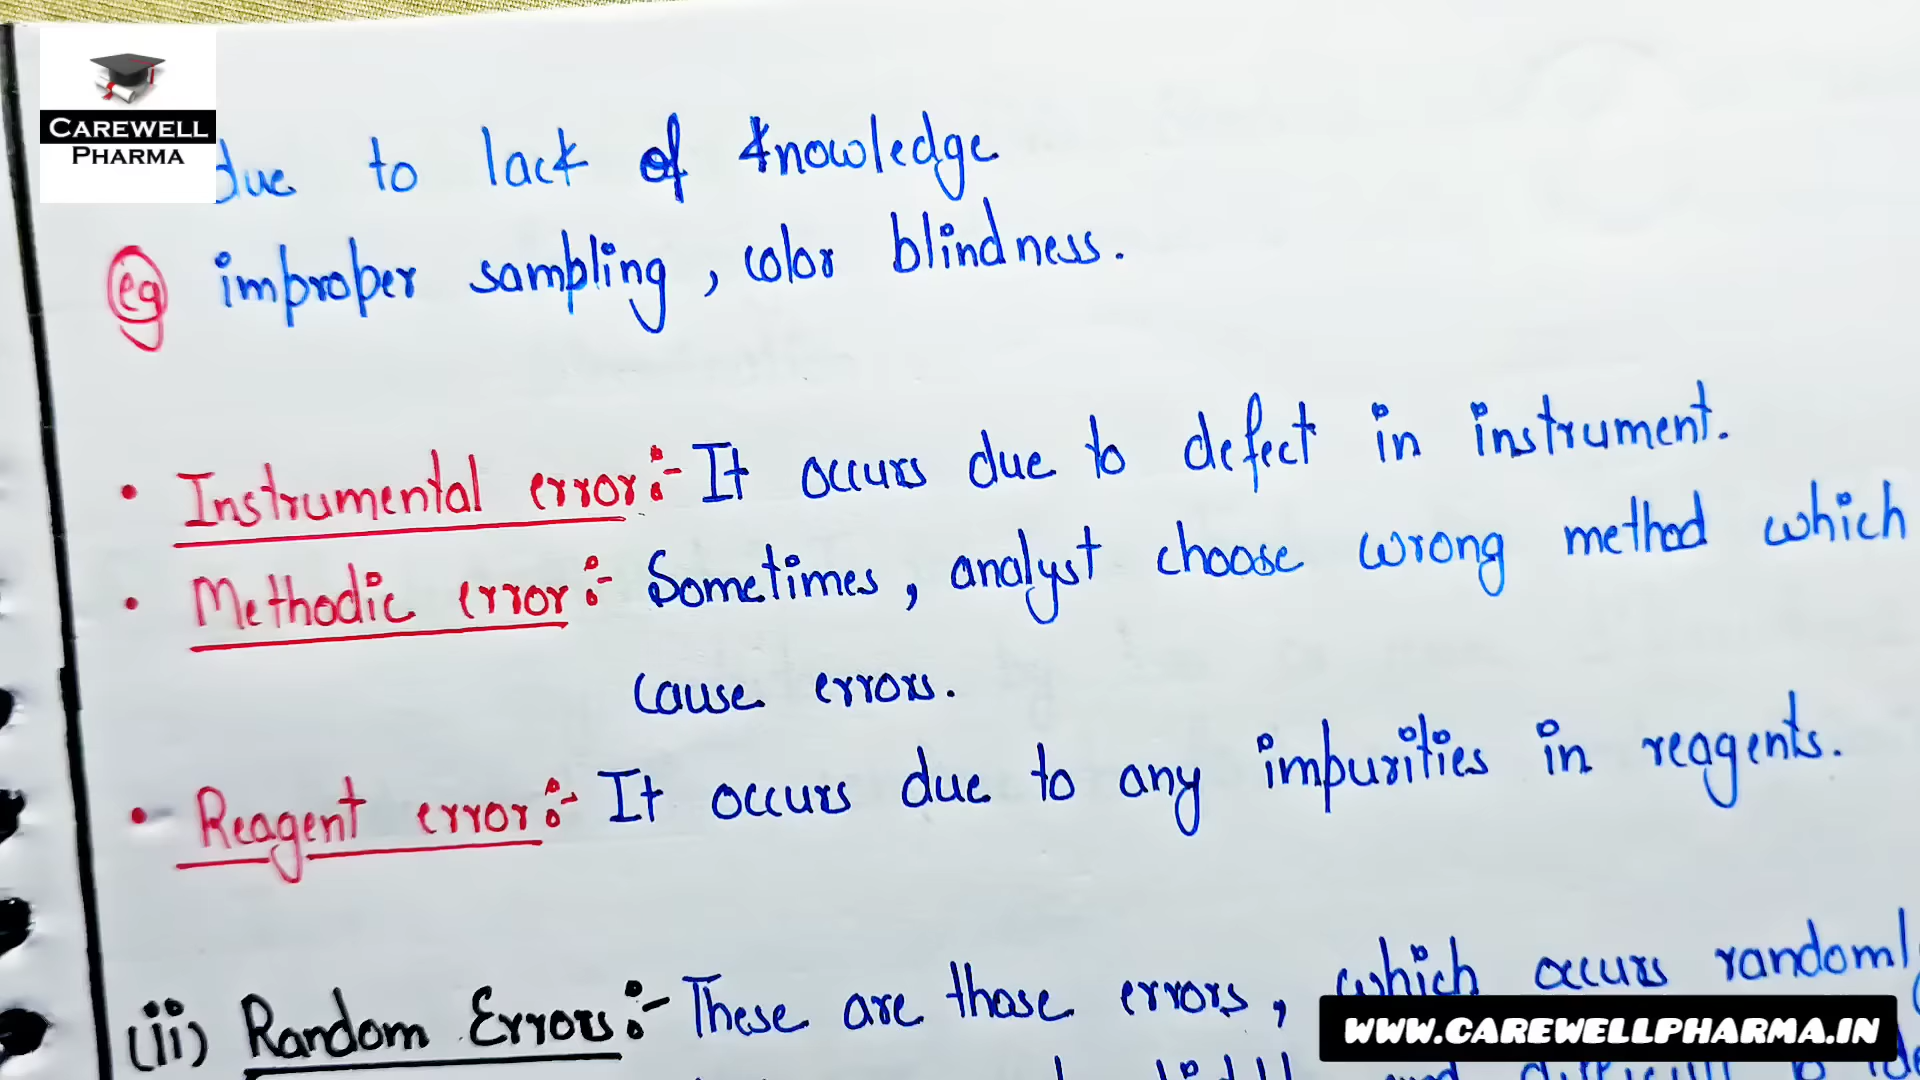 CAREWELL
PHARMA
due to lack of knowledge
eg improper sampling, color blindness.
• Instrumental error:- It occurs due to defect in instrument.
• Methodic error:- Sometimes, analyst choose wrong method which
cause errors.
• Reagent error:- It occurs due to any impurities in reagents.
(ii) Random Errors:- These are those errors, which occurs randomly
WWW.CAREWELLPHARMA.IN